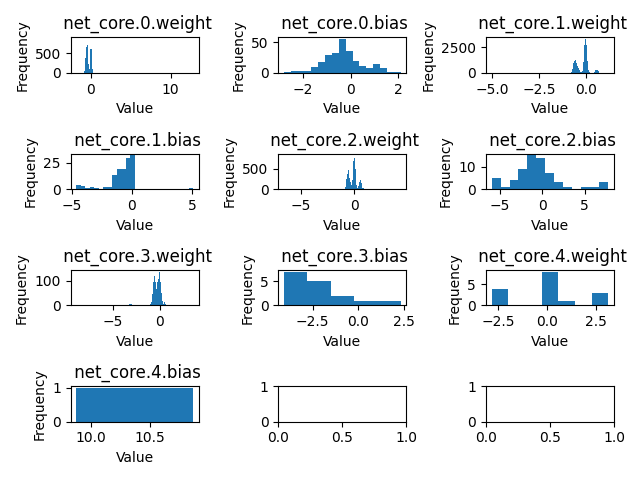 net_core.0.weight
Frequency
500
0
0
10
Value
net_core.0.bias
Frequency
50
0
−2
0
2
Value
net_core.1.weight
Frequency
2500
0
−5.0
−2.5
0.0
Value
net_core.1.bias
Frequency
25
0
−5
0
5
Value
net_core.2.weight
Frequency
500
0
−5
0
Value
net_core.2.bias
Frequency
10
0
−5
0
5
Value
net_core.3.weight
Frequency
100
0
−5
0
Value
net_core.3.bias
Frequency
5
0
−2.5
0.0
2.5
Value
net_core.4.weight
Frequency
5
0
−2.5
0.0
2.5
Value
net_core.4.bias
Frequency
1
0
10.0
10.5
Value
1
0
0.0
0.5
1.0
1
0
0.0
0.5
1.0